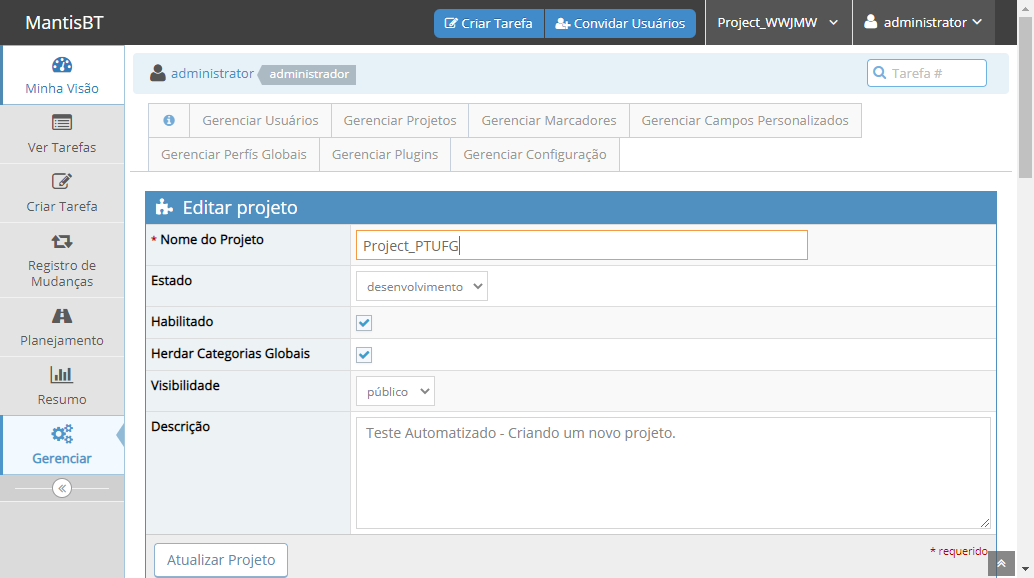 MantisBT
Criar Tarefa
Convidar Usuários
Project_WWJMW
administrator
Minha Visão
Ver Tarefas
Criar Tarefa
Registro de
Mudanças
Planejamento
Resumo
Gerenciar
administrator
administrador
Tarefa #
Gerenciar Usuários
Gerenciar Projetos
Gerenciar Marcadores
Gerenciar Campos Personalizados
Gerenciar Perfís Globais
Gerenciar Plugins
Gerenciar Configuração
Editar projeto
* Nome do Projeto
Project_PTUFG
Estado
desenvolvimento
Habilitado
Herdar Categorias Globais
Visibilidade
público
Descrição
Teste Automatizado - Criando um novo projeto.
Atualizar Projeto
* requerido